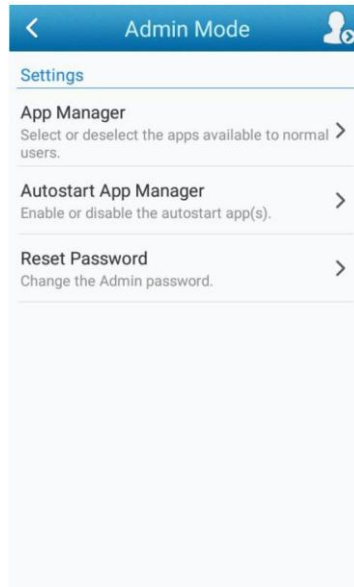 Admin Mode
Settings
App Manager
Select or deselect the apps available to normal
users.
Autostart App Manager
Enable or disable the autostart app(s).
Reset Password
Change the Admin password.